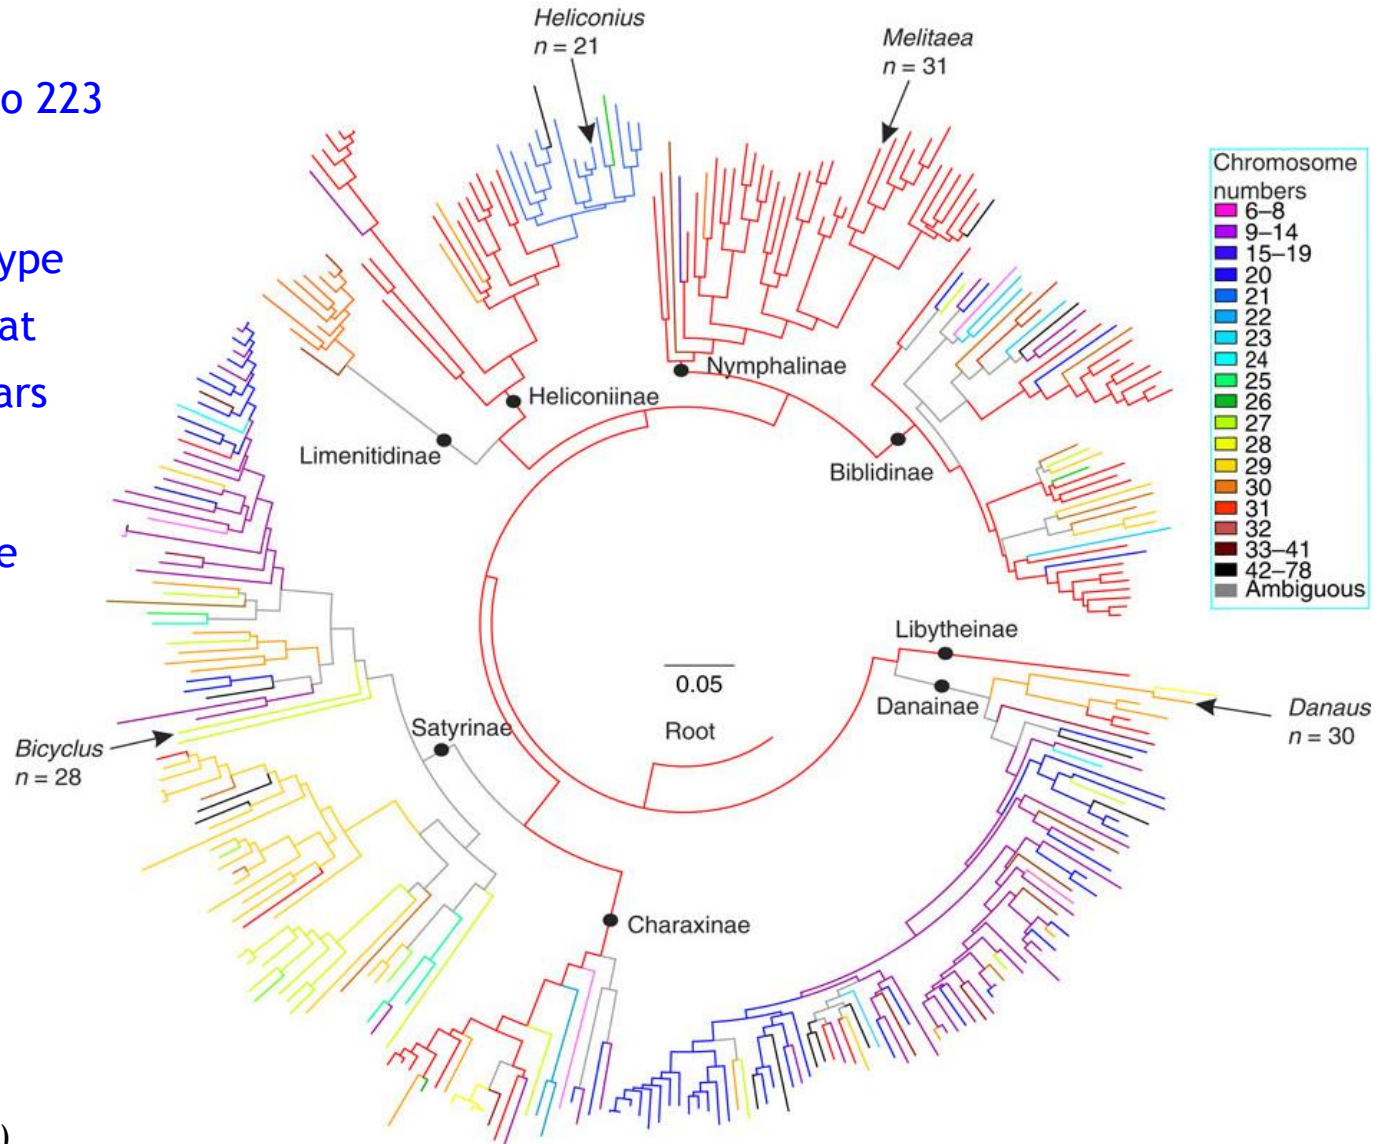 o 223
ype
at
ars
e
)
Heliconius
n = 21
Melitaea
n = 31
Chromosome
numbers
6–8
9–14
15–19
20
21
22
23
24
25
26
27
28
29
30
31
32
33–41
42–78
Ambiguous
Nymphalinae
Heliconiinae
Limenitidinae
Biblidinae
Libytheinae
Danainae
Danaus
n = 30
0.05
Root
Satyrinae
Bicyclus
n = 28
Charaxinae